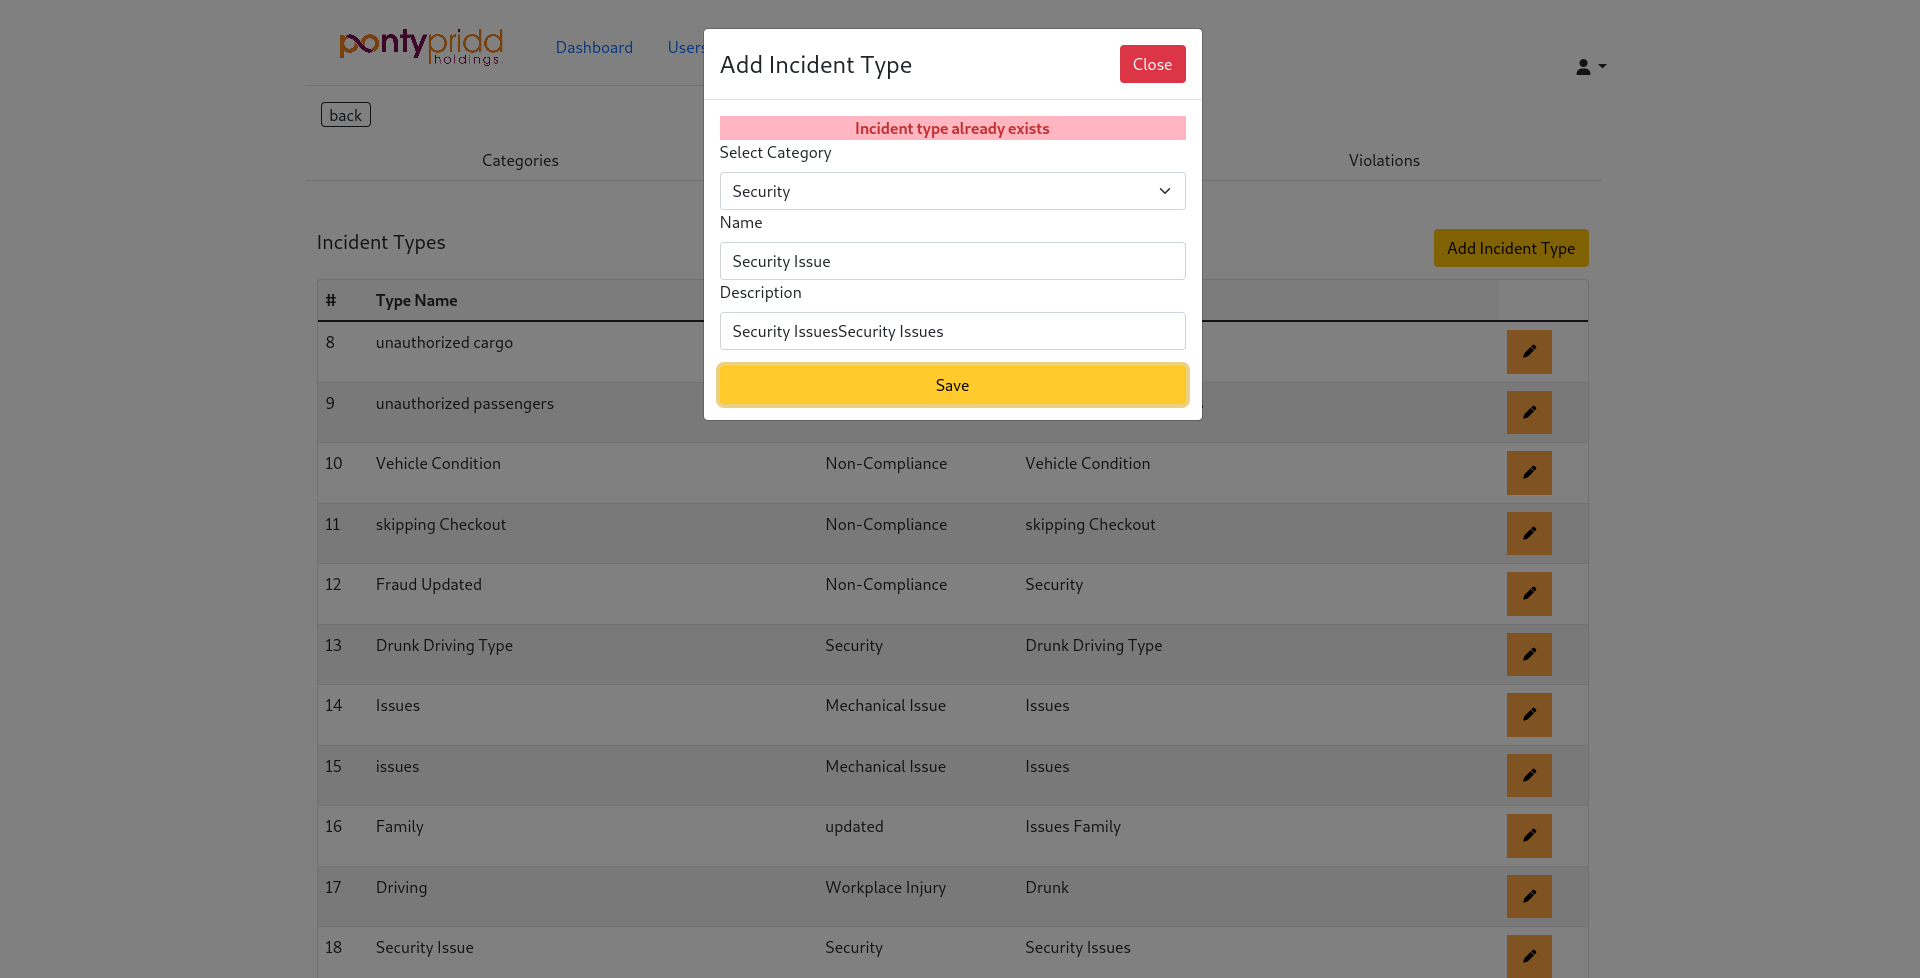 pontypridd
holdings.
Dashboard
Users
back
Categories
Violations
Incident Types
Add Incident Type
Add Incident Type
Close
Incident type already exists
Select Category
Security
Name
Security Issue
Description
Security IssuesSecurity Issues
Save
# Type Name
8 unauthorized cargo
9 unauthorized passengers
10 Vehicle Condition Non-Compliance Vehicle Condition
11 skipping Checkout Non-Compliance skipping Checkout
12 Fraud Updated Non-Compliance Security
13 Drunk Driving Type Security Drunk Driving Type
14 Issues Mechanical Issue Issues
15 issues Mechanical Issue Issues
16 Family updated Issues Family
17 Driving Workplace Injury Drunk
18 Security Issue Security Security Issues